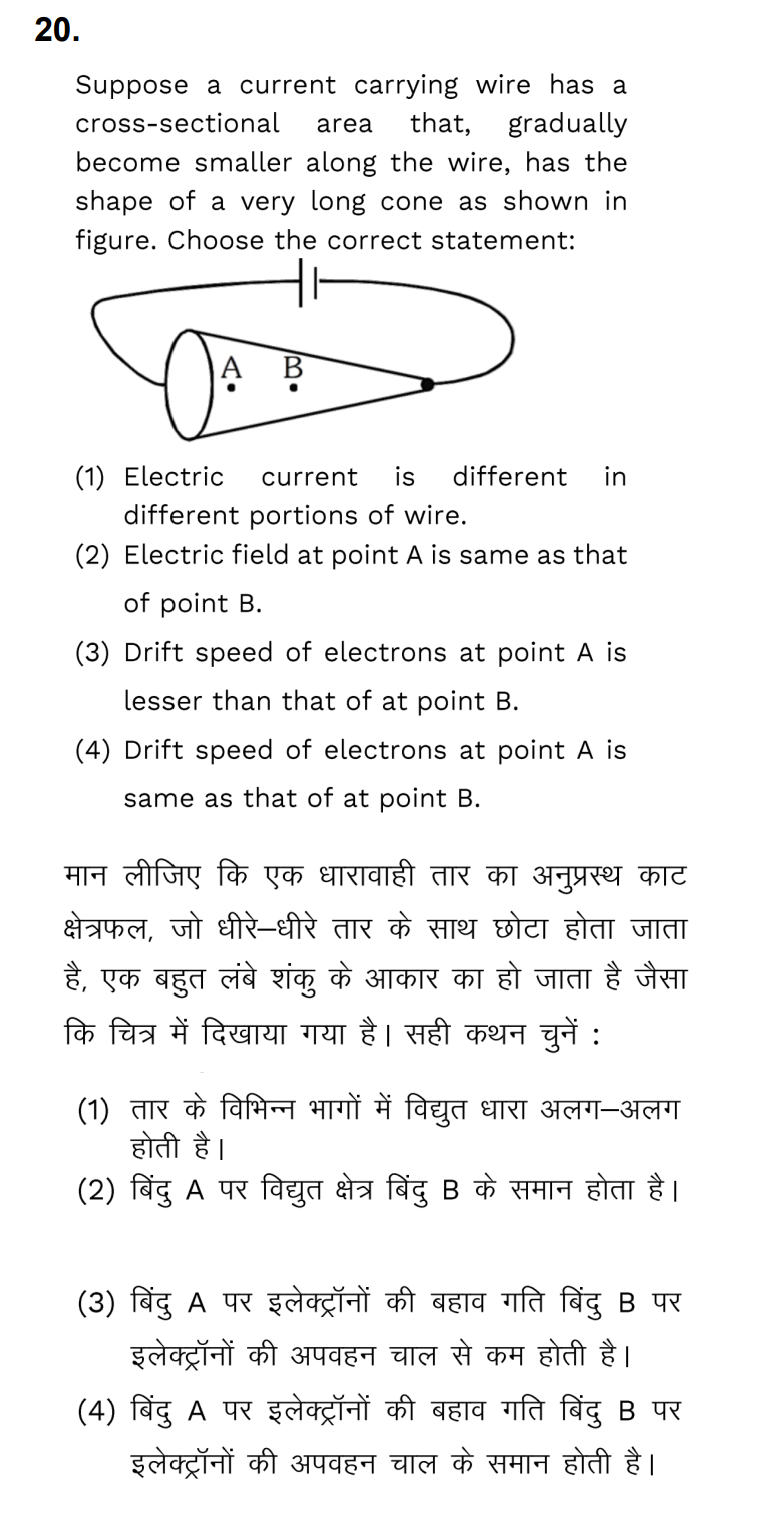 20.
Suppose a current carrying wire has a
cross-sectional area that, gradually
become smaller along the wire, has the
shape of a very long cone as shown in
figure. Choose the correct statement:
A B
(1) Electric current is different in
different portions of wire.
(2) Electric field at point A is same as that
of point B.
(3) Drift speed of electrons at point A is
lesser than that of at point B.
(4) Drift speed of electrons at point A is
same as that of at point B.
मान लीजिए कि एक धारावाही तार का अनुप्रस्थ काट
क्षेत्रफल, जो धीरे–धीरे तार के साथ छोटा होता जाता
है, एक बहुत लंबे शंकु के आकार का हो जाता है जैसा
कि चित्र में दिखाया गया है। सही कथन चुनें :
(1) तार के विभिन्न भागों में विद्युत धारा अलग–अलग
होती है।
(2) बिंदु A पर विद्युत क्षेत्र बिंदु B के समान होता है।
(3) बिंदु A पर इलेक्ट्रॉनों की बहाव गति बिंदु B पर
इलेक्ट्रॉनों की अपवहन चाल से कम होती है।
(4) बिंदु A पर इलेक्ट्रॉनों की बहाव गति बिंदु B पर
इलेक्ट्रॉनों की अपवहन चाल के समान होती है।